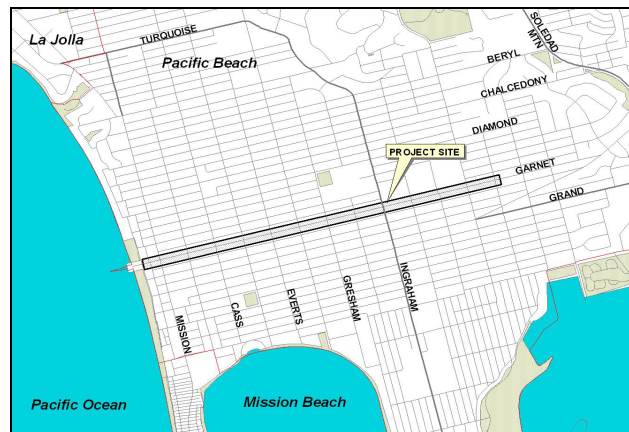 La Jolla
TURQUOISE
Pacific Beach
SOLEDAD
MTN
BERYL
CHALCEDONY
DIAMOND
PROJECT SITE
GARNET
GRAND
INGRAHAM
GRESHAM
EVERTS
CASS
MISSION
Pacific Ocean
Mission Beach